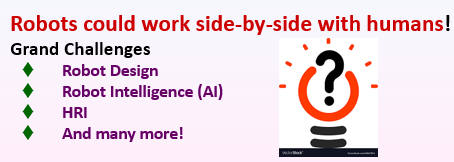 Robots could work side-by-side with humans!
Grand Challenges
♦ Robot Design
♦ Robot Intelligence (AI)
♦ HRI
♦ And many more!
?
VectorStock